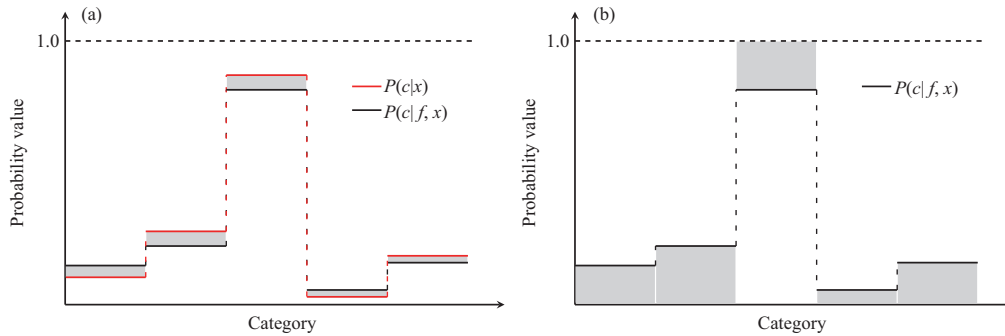 (a)
1.0
P(c|x)
P(c|f, x)
Probability value
Category
(b)
1.0
P(c|f, x)
Probability value
Category